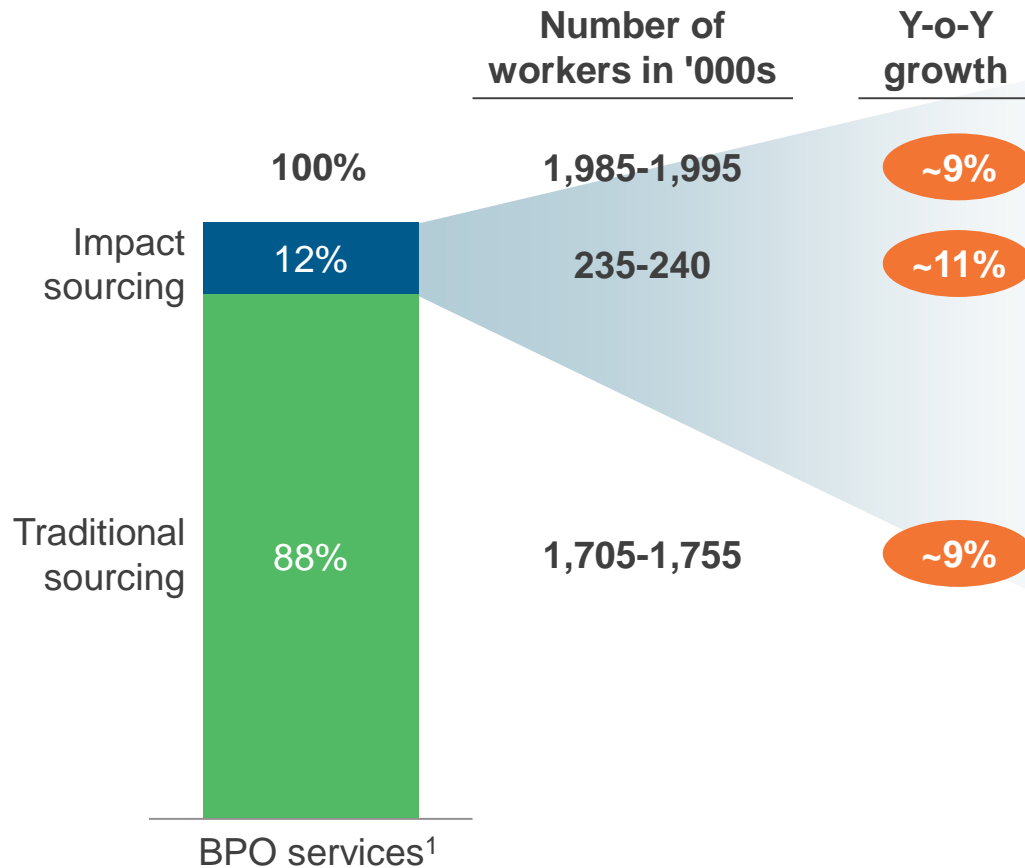 Number of
workers in '000s
Y-o-Y
growth
100%
1,985-1,995
~9%
Impact
sourcing
12%
235-240
~11%
Traditional
sourcing
88%
1,705-1,755
~9%
BPO services¹